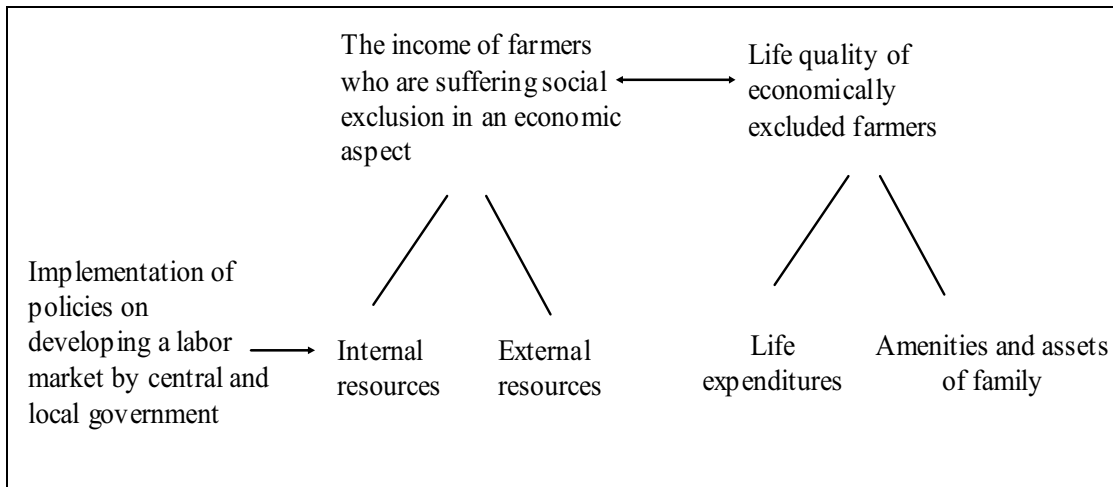 The income of farmers
who are suffering social
exclusion in an economic
aspect
Life quality of
economically
excluded farmers
Implementation of
policies on
developing a labor
market by central and
local government
Internal
resources
External
resources
Life
expenditures
Amenities and assets
of family